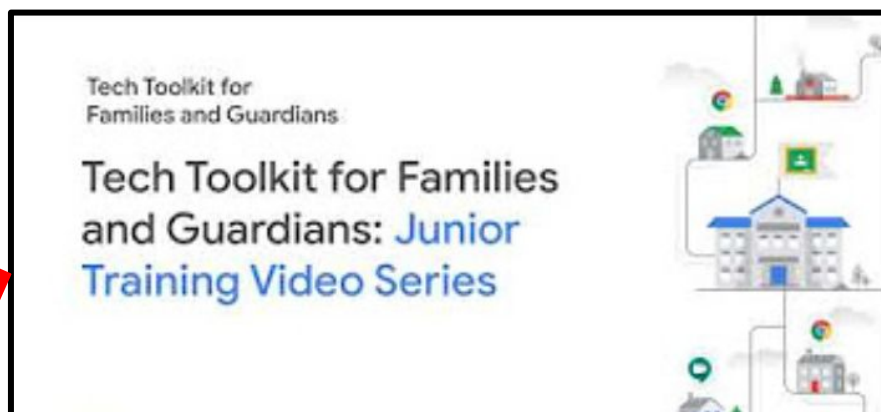 Tech Toolkit for
Families and Guardians
Tech Toolkit for Families
and Guardians: Junior
Training Video Series